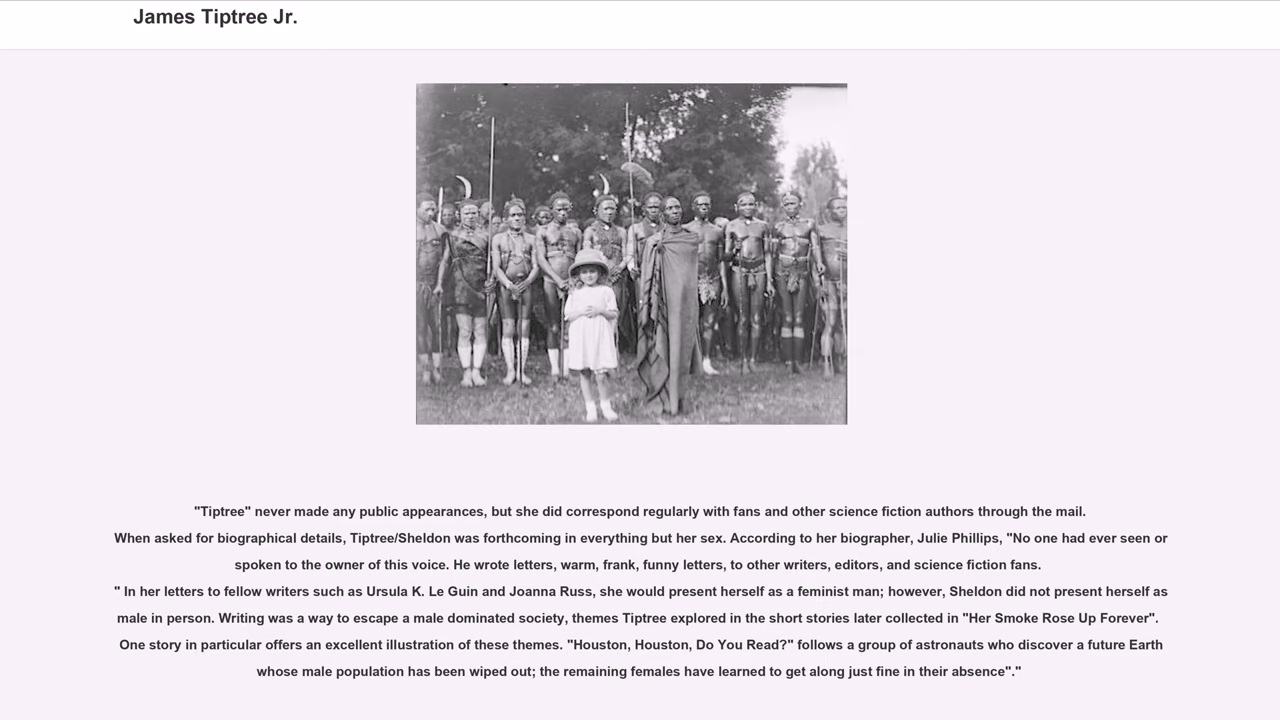 James Tiptree Jr.
"Tiptree" never made any public appearances, but she did correspond regularly with fans and other science fiction authors through the mail.
When asked for biographical details, Tiptree/Sheldon was forthcoming in everything but her sex. According to her biographer, Julie Phillips, "No one had ever seen or
spoken to the owner of this voice. He wrote letters, warm, frank, funny letters, to other writers, editors, and science fiction fans.
" In her letters to fellow writers such as Ursula K. Le Guin and Joanna Russ, she would present herself as a feminist man; however, Sheldon did not present herself as
male in person. Writing was a way to escape a male dominated society, themes Tiptree explored in the short stories later collected in "Her Smoke Rose Up Forever".
One story in particular offers an excellent illustration of these themes. "Houston, Houston, Do You Read?" follows a group of astronauts who discover a future Earth
whose male population has been wiped out; the remaining females have learned to get along just fine in their absence"."